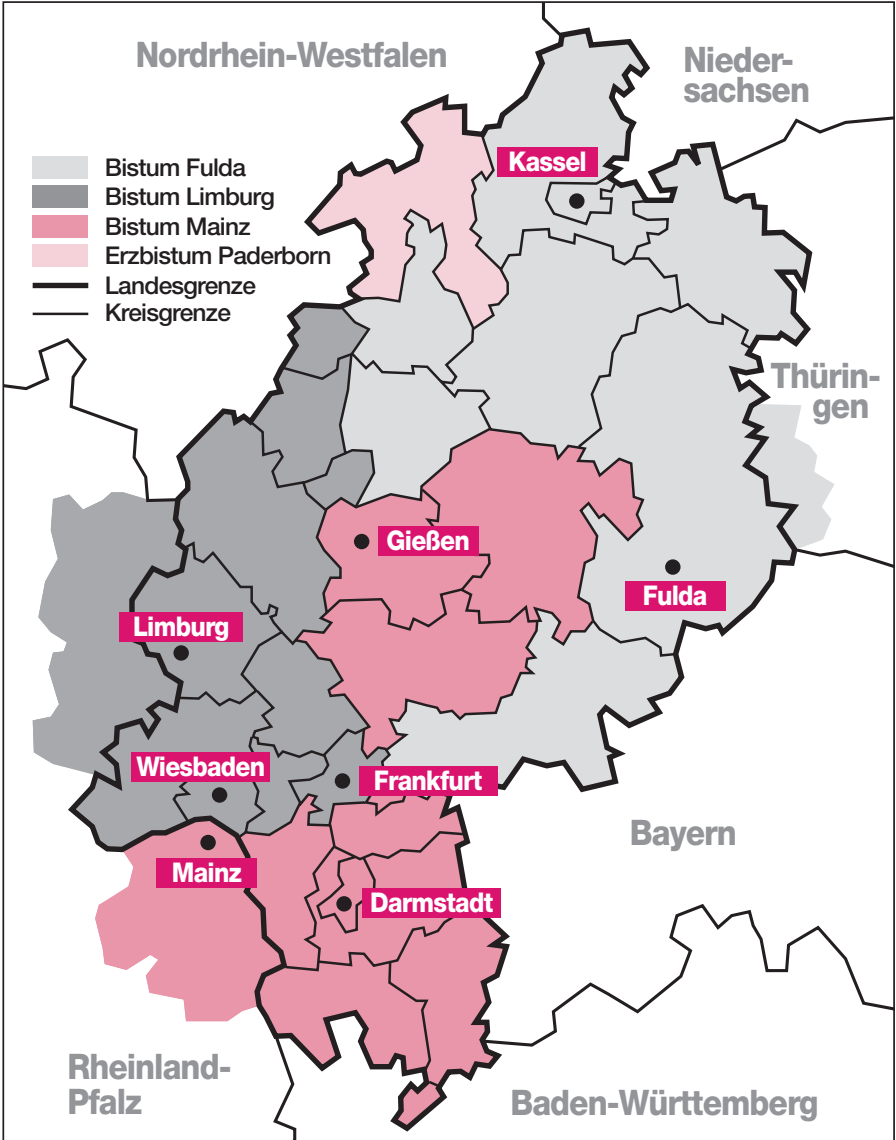 Nordrhein-Westfalen
Nieder-
sachsen
Kassel
Bistum Fulda
Bistum Limburg
Bistum Mainz
Erzbistum Paderborn
Landesgrenze
Kreisgrenze
Thürin-
gen
Gießen
Fulda
Limburg
Wiesbaden
Frankfurt
Bayern
Mainz
Darmstadt
Rheinland-
Pfalz
Baden-Württemberg